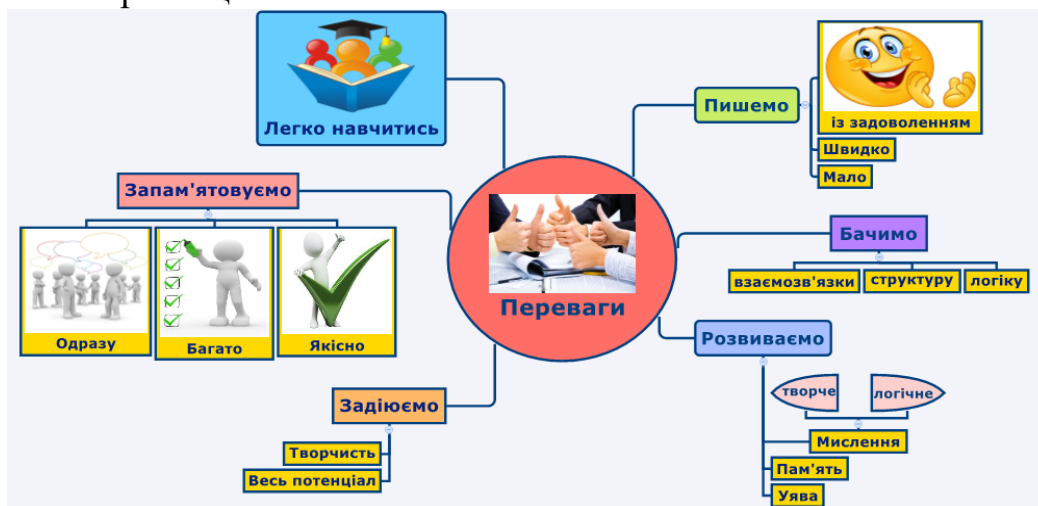 Легко навчитись
Пишемо
із задоволенням
Швидко
Мало
Запам'ятовуємо
Одразу
Багато
Якісно
Переваги
Бачимо
взаємозв'язки
структуру
логіку
Розвиваємо
творче
логічне
Мислення
Пам'ять
Уява
Задіюємо
Творчисть
Весь потенціал